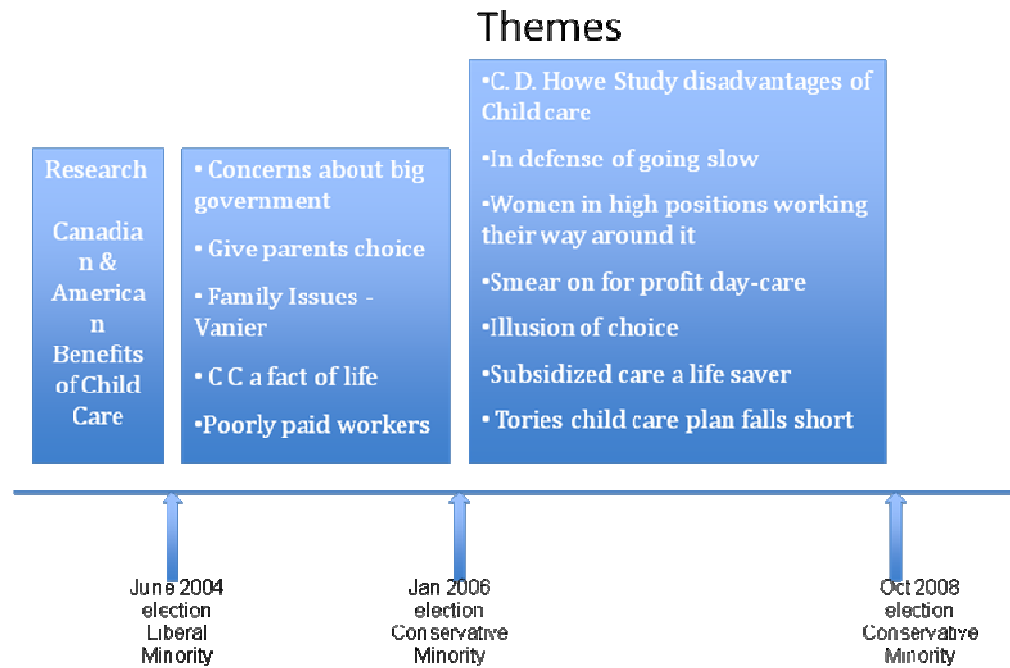 Themes
Research
Canadia
n &
America
n
Benefits
of Child
Care
• Concerns about big
government
• Give parents choice
• Family Issues -
Vanier
• C C a fact of life
•Poorly paid workers
•C. D. Howe Study disadvantages of
Child care
•In defense of going slow
•Women in high positions working
their way around it
•Smear on for profit day-care
•Illusion of choice
•Subsidized care a life saver
• Tories child care plan falls short
June 2004
election
Liberal
Minority
Jan 2006
election
Conservative
Minority
Oct 2008
election
Conservative
Minority